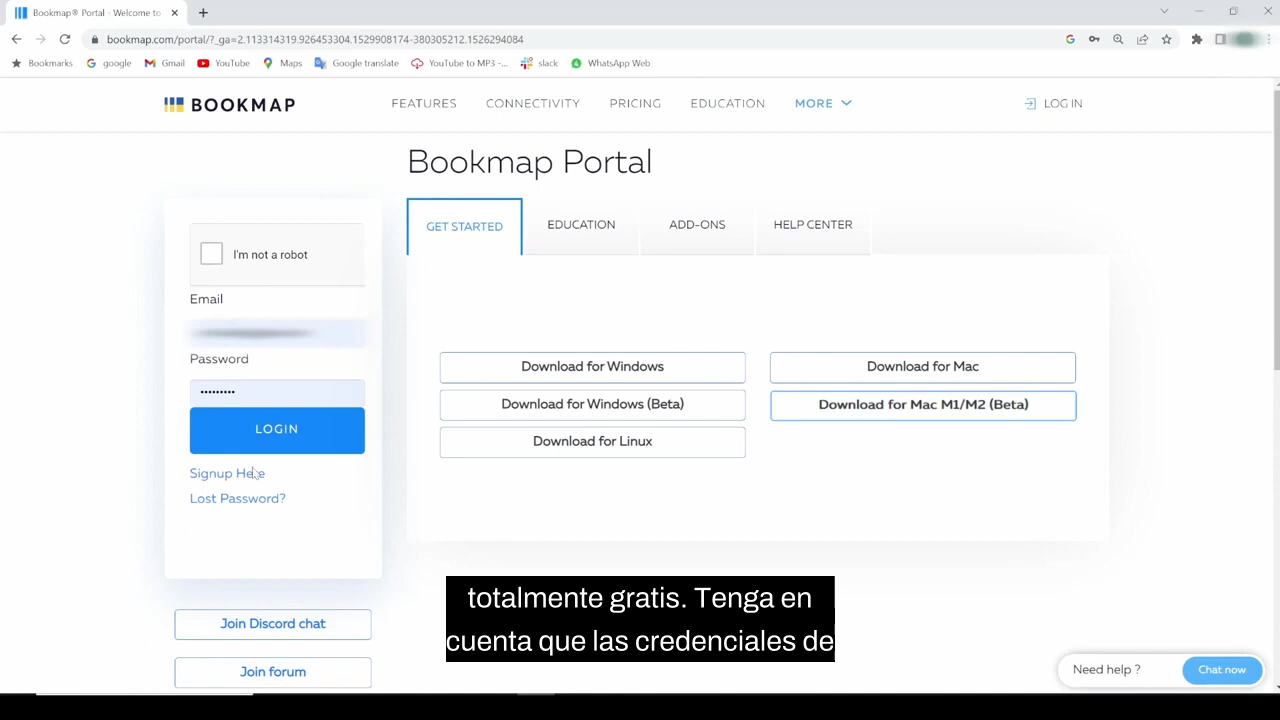 Bookmap® Portal - Welcome to
bookmap.com/portal/?_ga=2.113314319.926453304.1529908174-380305212.1526294084
Bookmarks google Gmail YouTube Maps Google translate YouTube to MP3 -... slack WhatsApp Web
BOOKMAP FEATURES CONNECTIVITY PRICING EDUCATION MORE LOG IN
Bookmap Portal
GET STARTED EDUCATION ADD-ONS HELP CENTER
I'm not a robot
Email
Password
•••••••••
LOGIN
Signup Here
Lost Password?
Download for Windows Download for Mac
Download for Windows (Beta) Download for Mac M1/M2 (Beta)
Download for Linux
Join Discord chat
Join forum
totalmente gratis. Tenga en
cuenta que las credenciales de
Need help ? Chat now